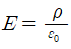 E = ρ / ε₀